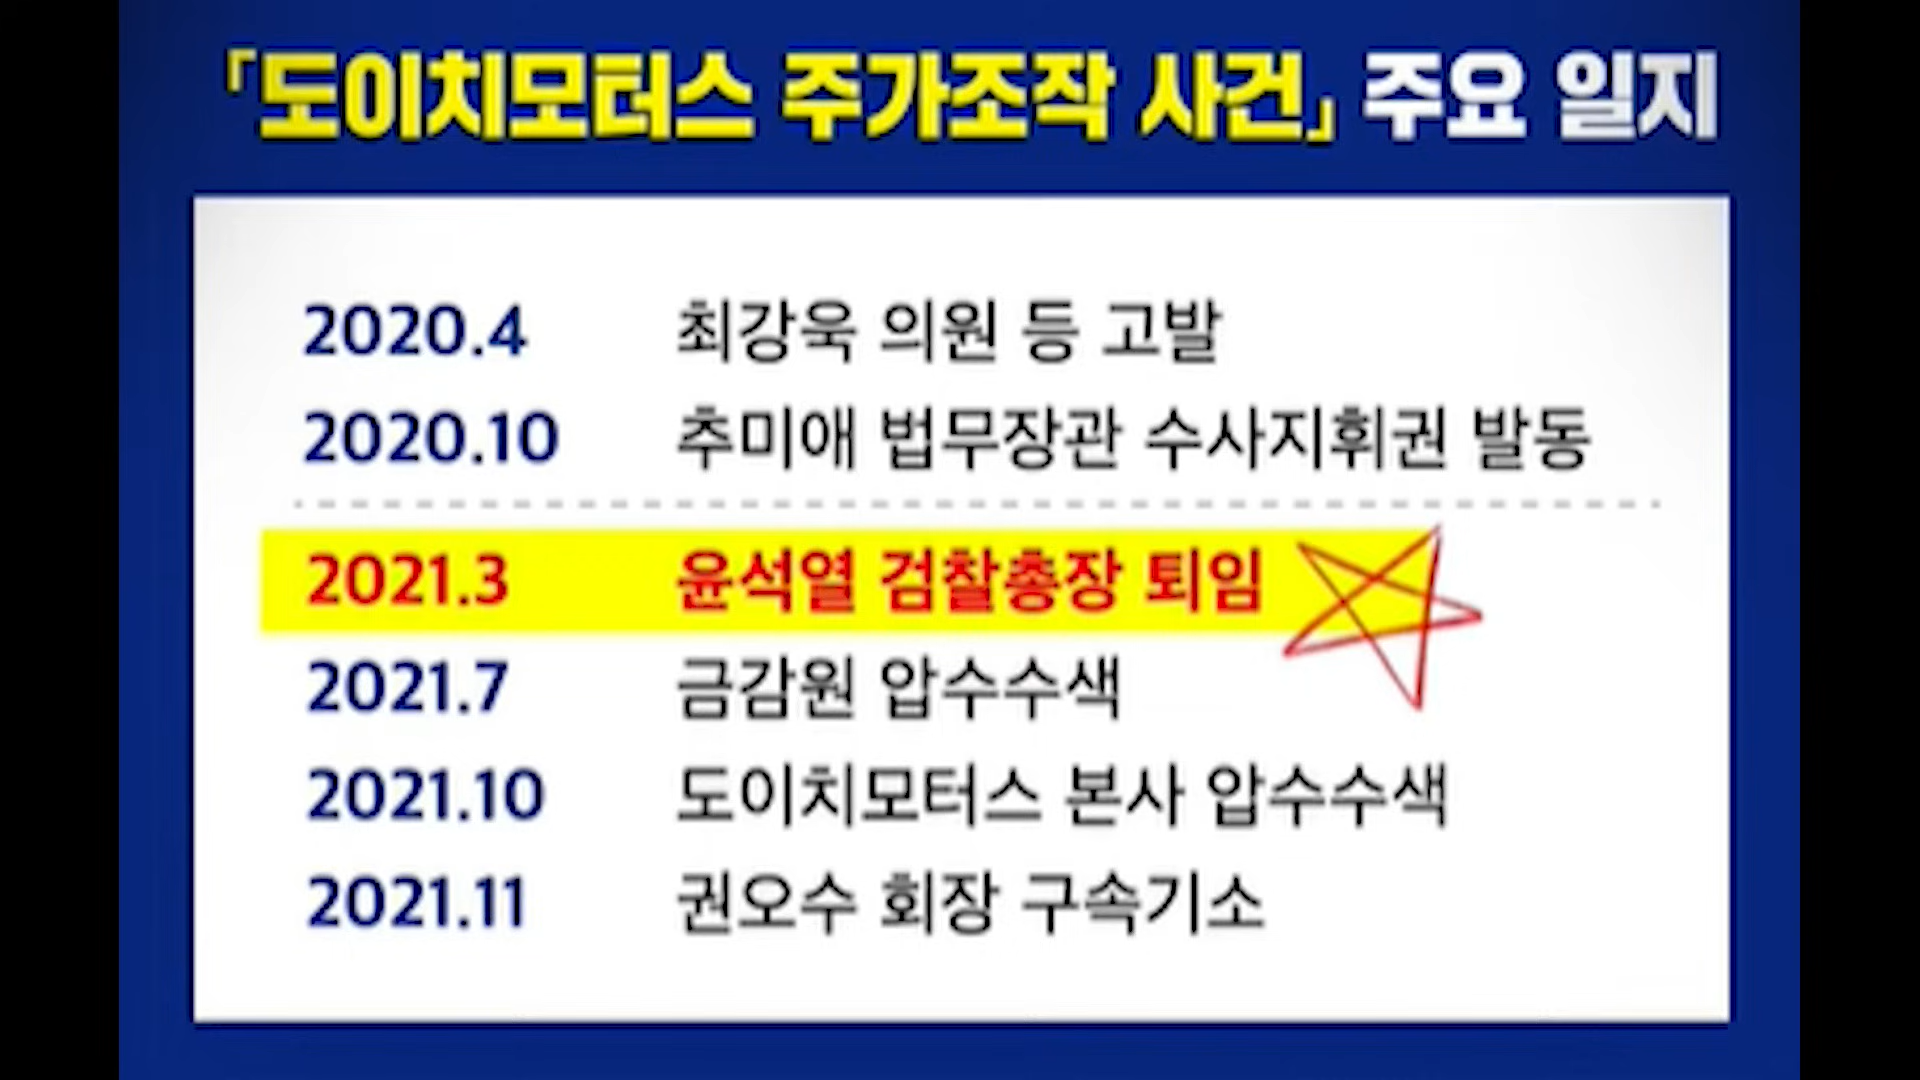 「도이치모터스 주가조작 사건」 주요 일지
2020.4 최강욱 의원 등 고발
2020.10 추미애 법무장관 수사지휘권 발동
2021.3 윤석열 검찰총장 퇴임
2021.7 금감원 압수수색
2021.10 도이치모터스 본사 압수수색
2021.11 권오수 회장 구속기소